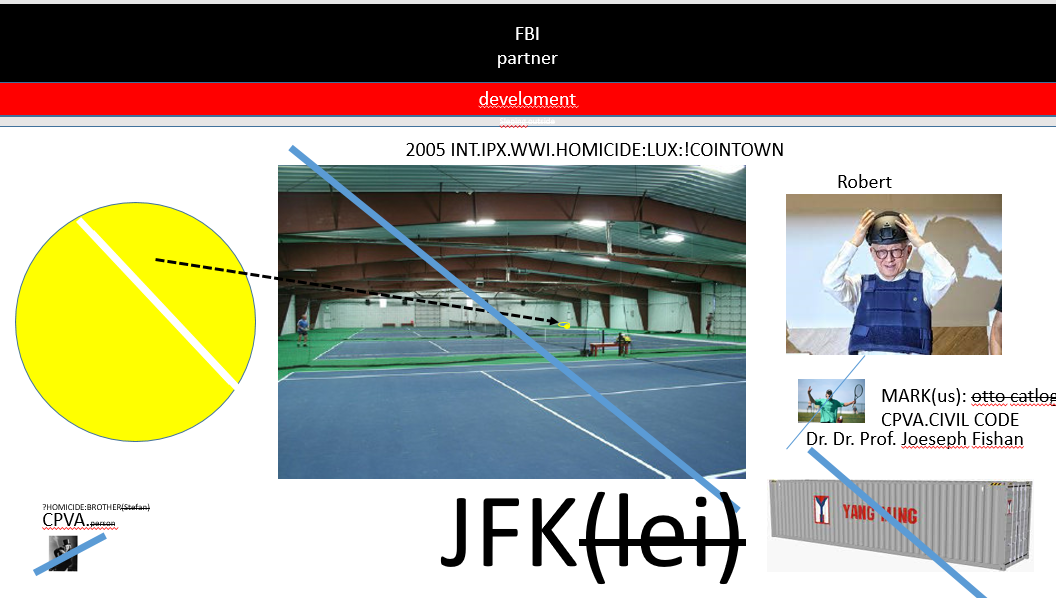 FBI
partner
develoment
2005 INT.IPX.WWI.HOMICIDE:LUX:!COINTOWN
Robert
MARK(us): otto catlog
CPVA.CIVIL CODE
Dr. Dr. Prof. Joeseph Fishan
?HOMICIDE:BROTHER(Stefan)
CPVA.person
JFK(lei)
YANG MING